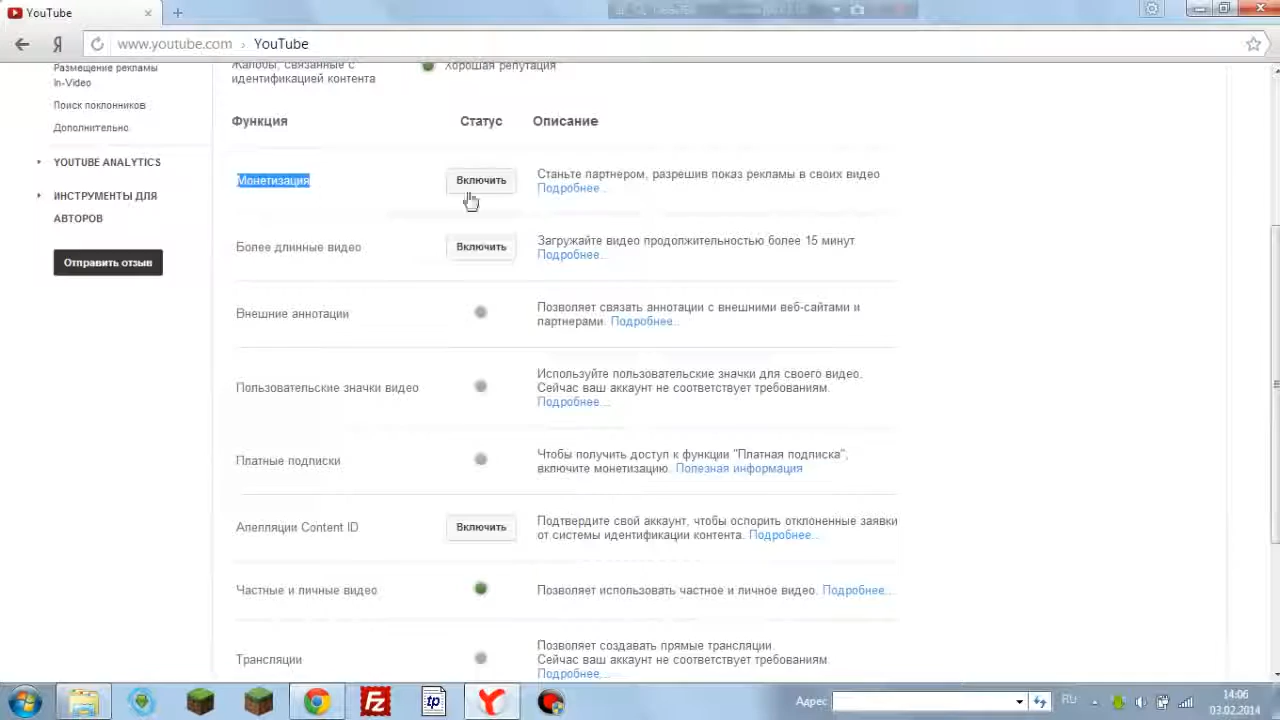 YouTube
www.youtube.com › YouTube
Размещение рекламы
In-Video
Поиск поклонников
Дополнительно
YOUTUBE ANALYTICS
ИНСТРУМЕНТЫ ДЛЯ
АВТОРОВ
Отправить отзыв
Жалобы, связанные с
идентификацией контента
Хорошая репутация
Функция Статус Описание
Монетизация Включить Станьте партнером, разрешив показ рекламы в своих видео
Подробнее...
Более длинные видео Включить Загружайте видео продолжительностью более 15 минут
Подробнее...
Внешние аннотации Позволяет связать аннотации с внешними веб-сайтами и
партнерами. Подробнее...
Пользовательские значки видео Используйте пользовательские значки для своего видео.
Сейчас ваш аккаунт не соответствует требованиям.
Подробнее...
Платные подписки Чтобы получить доступ к функции "Платная подписка",
включите монетизацию. Полезная информация
Апелляции Content ID Включить Подтвердите свой аккаунт, чтобы оспорить отклоненные заявки
от системы идентификации контента. Подробнее...
Частные и личные видео Позволяет использовать частное и личное видео. Подробнее...
Трансляции Позволяет создавать прямые трансляции
Сейчас ваш аккаунт не соответствует требованиям
Подробнее...
Адрес RU 14:06
03.02.2014